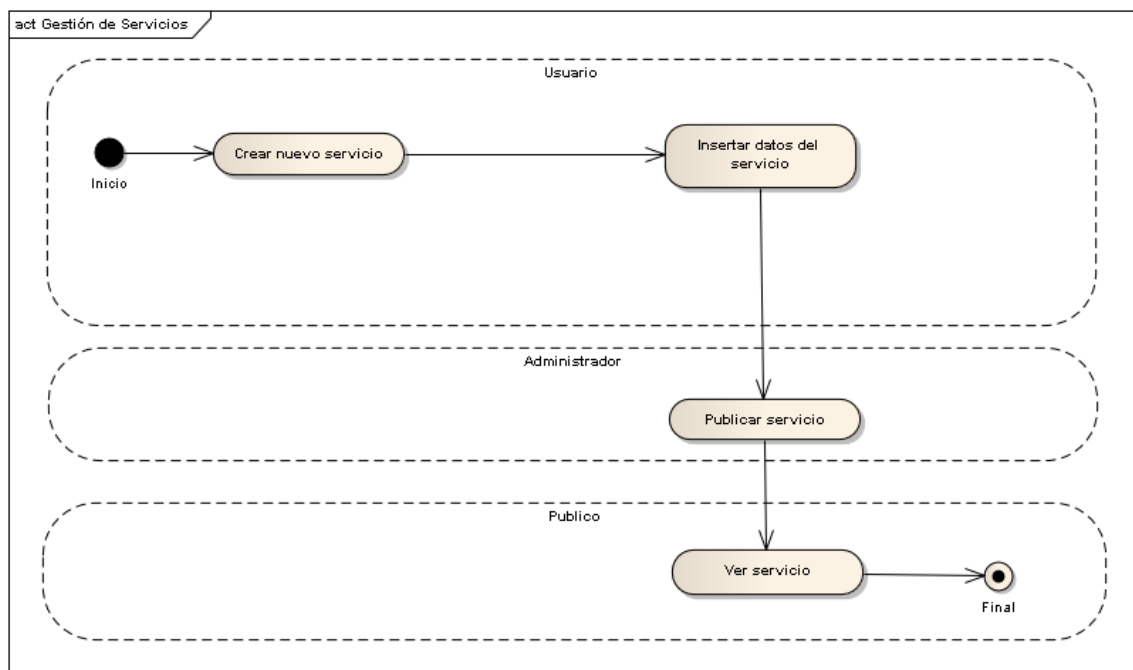 act Gestión de Servicios
Usuario
Inicio
Crear nuevo servicio
Insertar datos del
servicio
Administrador
Publicar servicio
Publico
Ver servicio
Final